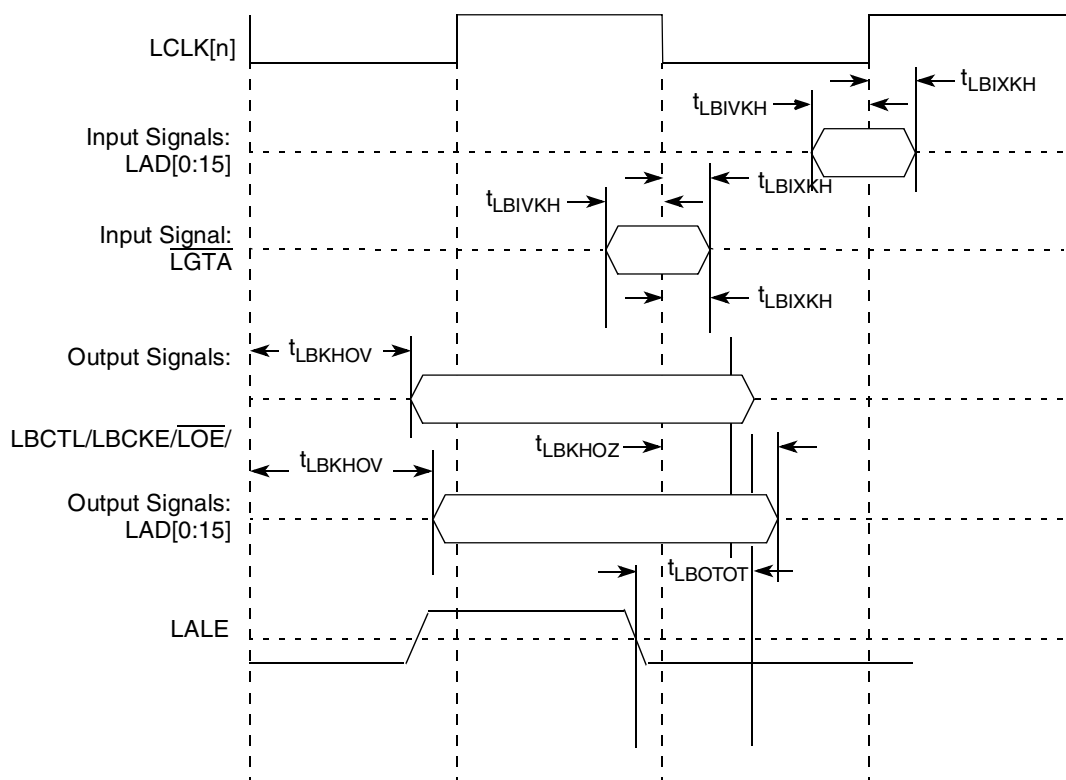 LCLK[n]
tLBIXKH
tLBIVKH
Input Signals:
LAD[0:15]
tLBIXKH
tLBIVKH
Input Signal:
LGTA
tLBIXKH
Output Signals:
tLBKHOV
LBCTL/LBCKE/LOE/
tLBKHOZ
tLBKHOV
Output Signals:
LAD[0:15]
tLBOTOT
LALE